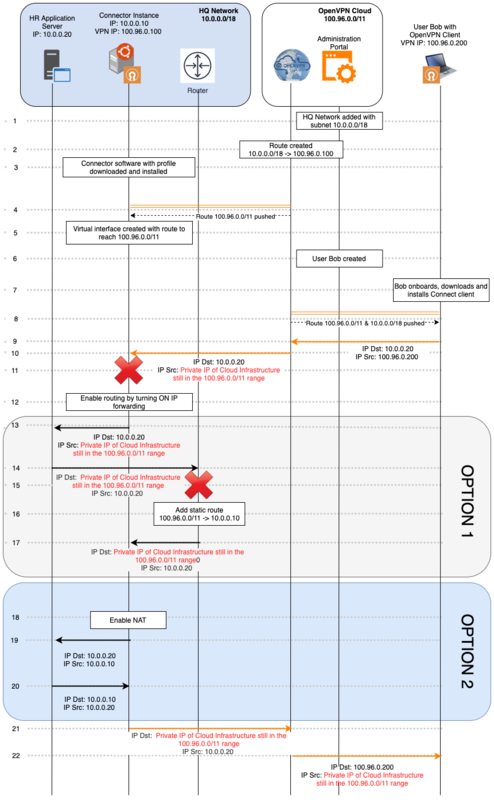 HR Application
Server
IP: 10.0.0.20
Connector Instance
IP: 10.0.0.10
VPN IP: 100.96.0.100
HQ Network
10.0.0.0/18
Router
OpenVPN Cloud
100.96.0.0/11
Administration
Portal
OPENVPN
User Bob with
OpenVPN Client
VPN IP: 100.96.0.200
1
HQ Network added with
subnet 10.0.0.0/18
2
Route created
10.0.0.0/18 -> 100.96.0.100
3
Connector software with profile
downloaded and installed
4
Route 100.96.0.0/11 pushed
5
Virtual interface created with route to
reach 100.96.0.0/11
6
User Bob created
7
Bob onboards, downloads and
installs Connect client
8
Route 100.96.0.0/11 & 10.0.0.0/18 pushed
9
IP Dst: 10.0.0.20
IP Src: 100.96.0.200
10
IP Dst: 10.0.0.20
IP Src: Private IP of Cloud Infrastructure
still in the 100.96.0.0/11 range
11
12
Enable routing by turning ON IP
forwarding
13
IP Dst: 10.0.0.20
IP Src: Private IP of Cloud Infrastructure
still in the 100.96.0.0/11 range
14
IP Dst: Private IP of Cloud Infrastructure
still in the 100.96.0.0/11 range
IP Src: 10.0.0.20
15
16
Add static route
100.96.0.0/11 -> 10.0.0.10
17
IP Dst: Private IP of Cloud Infrastructure still in the
100.96.0.0/11 range0
IP Src: 10.0.0.20
OPTION 1
18
Enable NAT
19
IP Dst: 10.0.0.20
IP Src: 10.0.0.10
20
IP Dst: 10.0.0.10
IP Src: 10.0.0.20
OPTION 2
21
IP Dst: Private IP of Cloud Infrastructure still in the
100.96.0.0/11 range
IP Src: 10.0.0.20
22
IP Dst: 100.96.0.200
IP Src: Private IP of Cloud Infrastructure
still in the 100.96.0.0/11 range